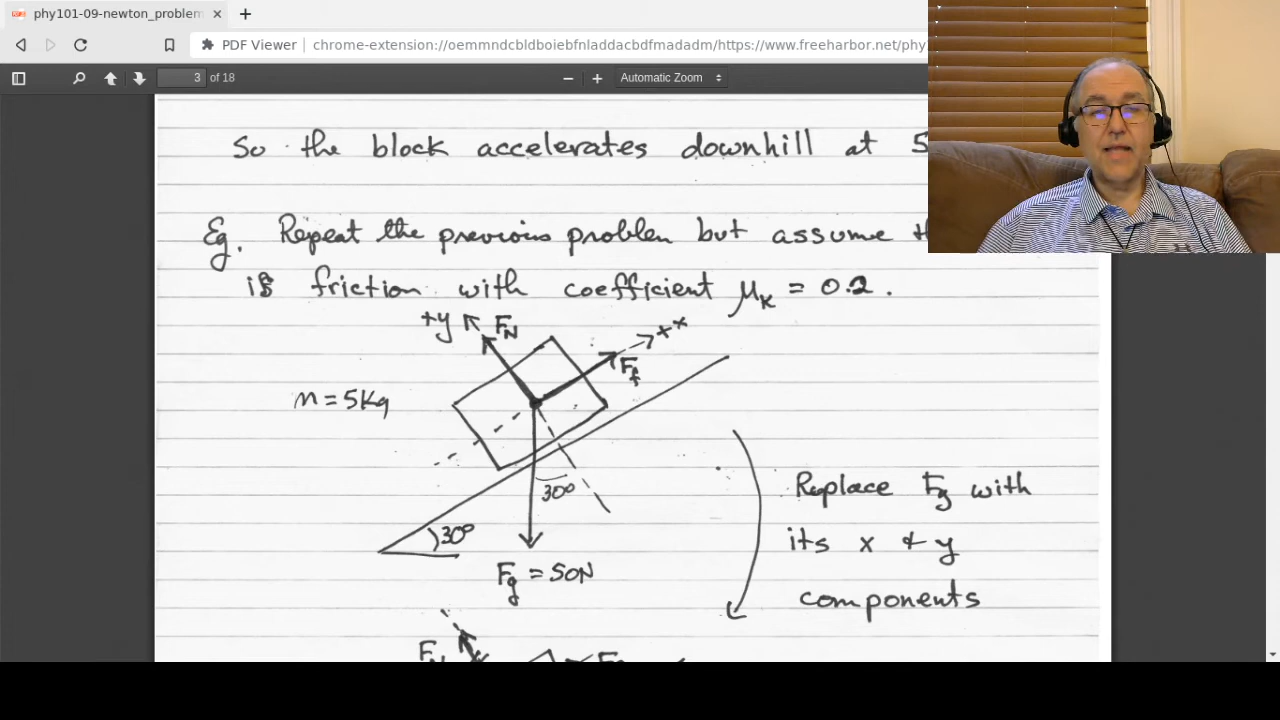 phy101-09-newton_problem
PDF Viewer
chrome-extension://oemmndcbldboiebfnladdacbdfmadadm/https://www.freeharbor.net/phy
3 of 18
Automatic Zoom
So the block accelerates downhill at 5
Eg. Repeat the previous problem but assume
is friction with coefficient μk = 0.2.
+y FN +x
Ff
m = 5Kg
Replace Fg with
30°
30°
its x & y
Fg = 50N
components
FN